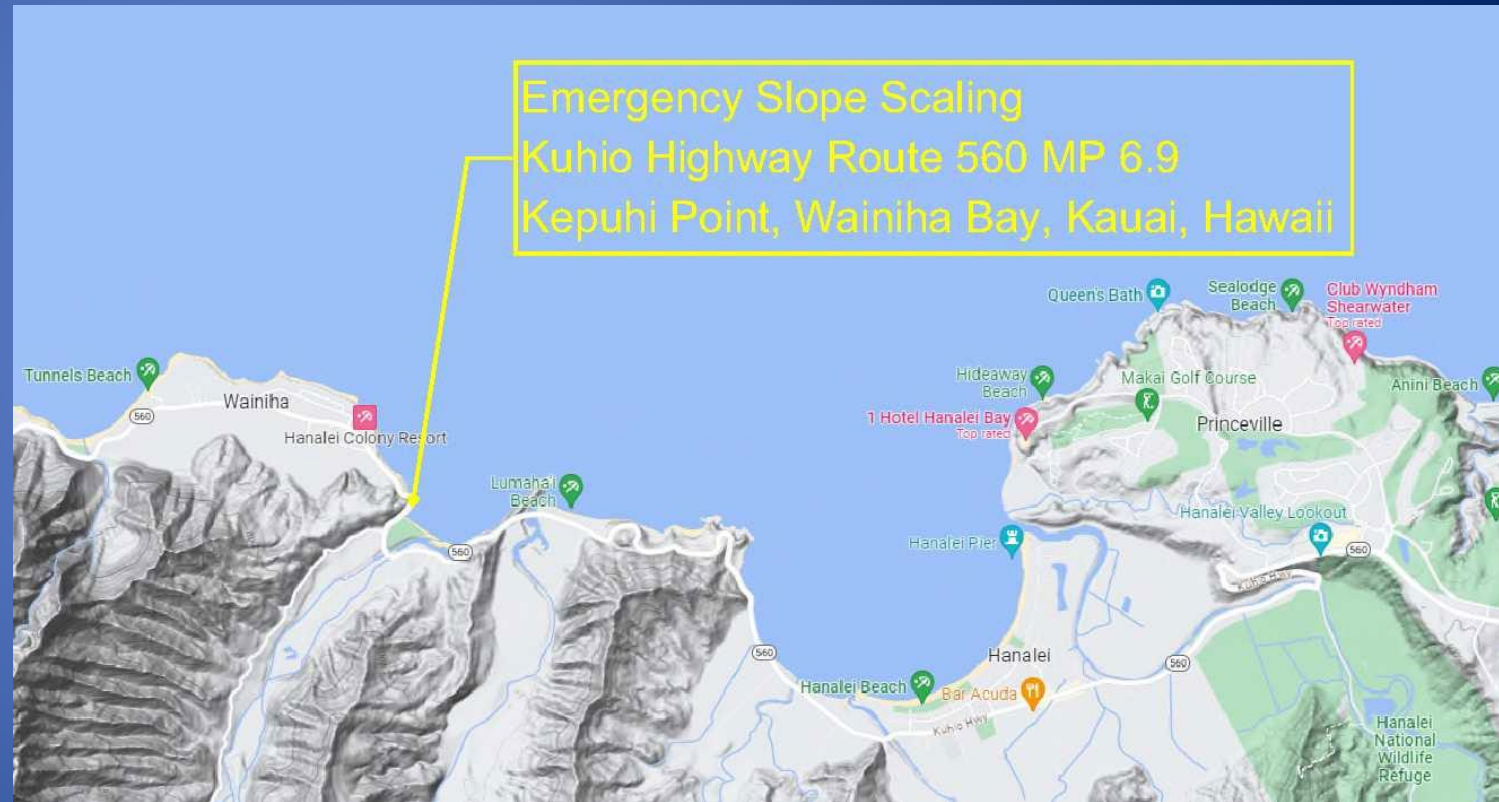 Emergency Slope Scaling
Kuhio Highway Route 560 MP 6.9
Kepuhi Point, Wainiha Bay, Kauai, Hawaii
Queen's Bath
Sealodge
Beach
Club Wyndham
Shearwater
Top rated
Tunnels Beach
Wainiha
560
Hanalei Colony Resort
Hideaway
Beach
Makai Golf Course
Anini Beach
1 Hotel Hanalei Bay
Top rated
Princeville
Lumahai
Beach
Hanalei Valley Lookout
Hanalei Pier
560
560
Kuhio Hwy
Hanalei
560
560
Hanalei Beach
Bar Acuda
Kuhio Hwy
Hanalei
National
Wildlife
Refuge